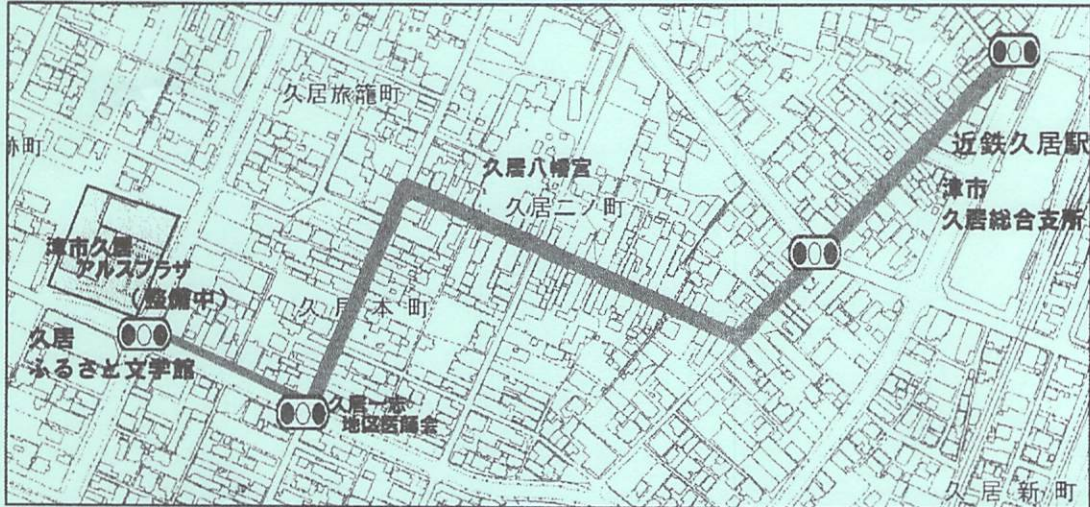 久居旅籠町
跡町
近鉄久居駅
久居八幡宮
久居二ノ町
津市
久居総合支所
津市久居
アルスプラザ
(整備中)
久居本町
久居
ふるさと文学館
久居一志
地区医師会
久居新町